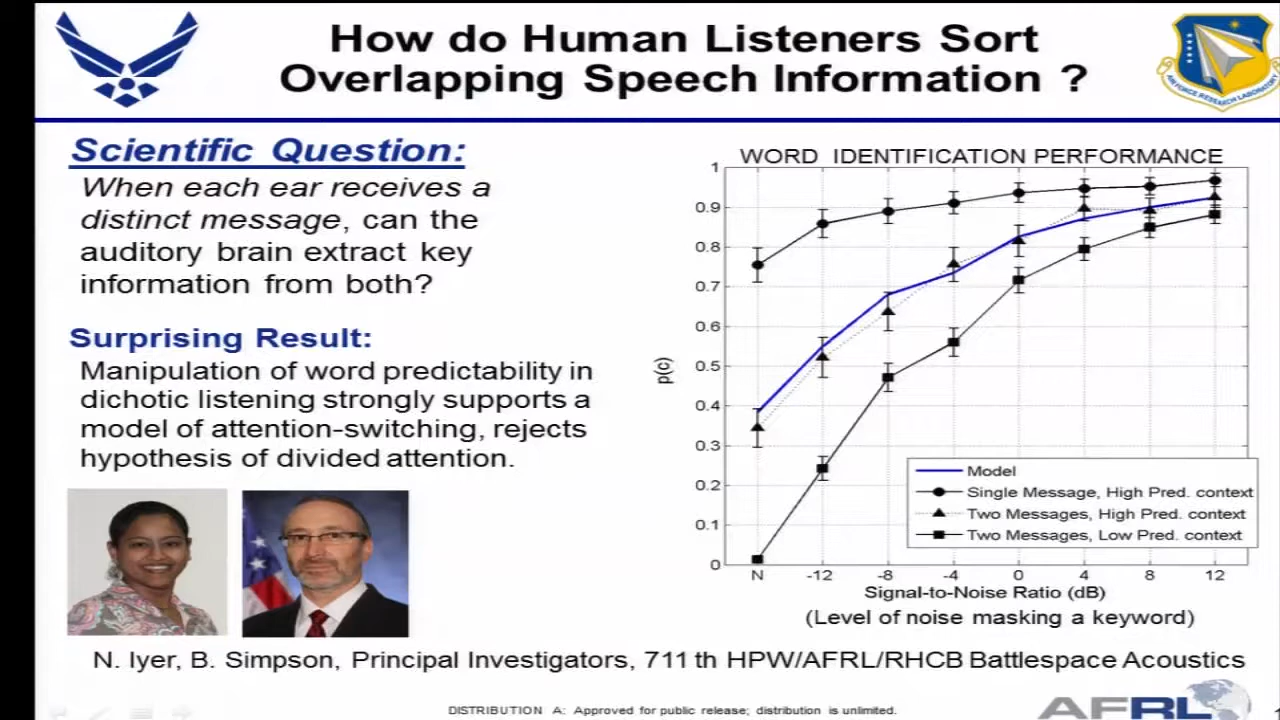 How do Human Listeners Sort
Overlapping Speech Information ?
AIR FORCE RESEARCH LABORATORY
Scientific Question:
When each ear receives a
distinct message, can the
auditory brain extract key
information from both?
Surprising Result:
Manipulation of word predictability in
dichotic listening strongly supports a
model of attention-switching, rejects
hypothesis of divided attention.
WORD IDENTIFICATION PERFORMANCE
1
0.9
0.8
0.7
0.6
0.5
0.4
0.3
0.2
0.1
0
p(c)
Model
Single Message, High Pred. context
Two Messages, High Pred. context
Two Messages, Low Pred. context
N -12 -8 -4 0 4 8 12
Signal-to-Noise Ratio (dB)
(Level of noise masking a keyword)
N. Iyer, B. Simpson, Principal Investigators, 711 th HPW/AFRL/RHCB Battlespace Acoustics
DISTRIBUTION A: Approved for public release; distribution is unlimited.
AFRL